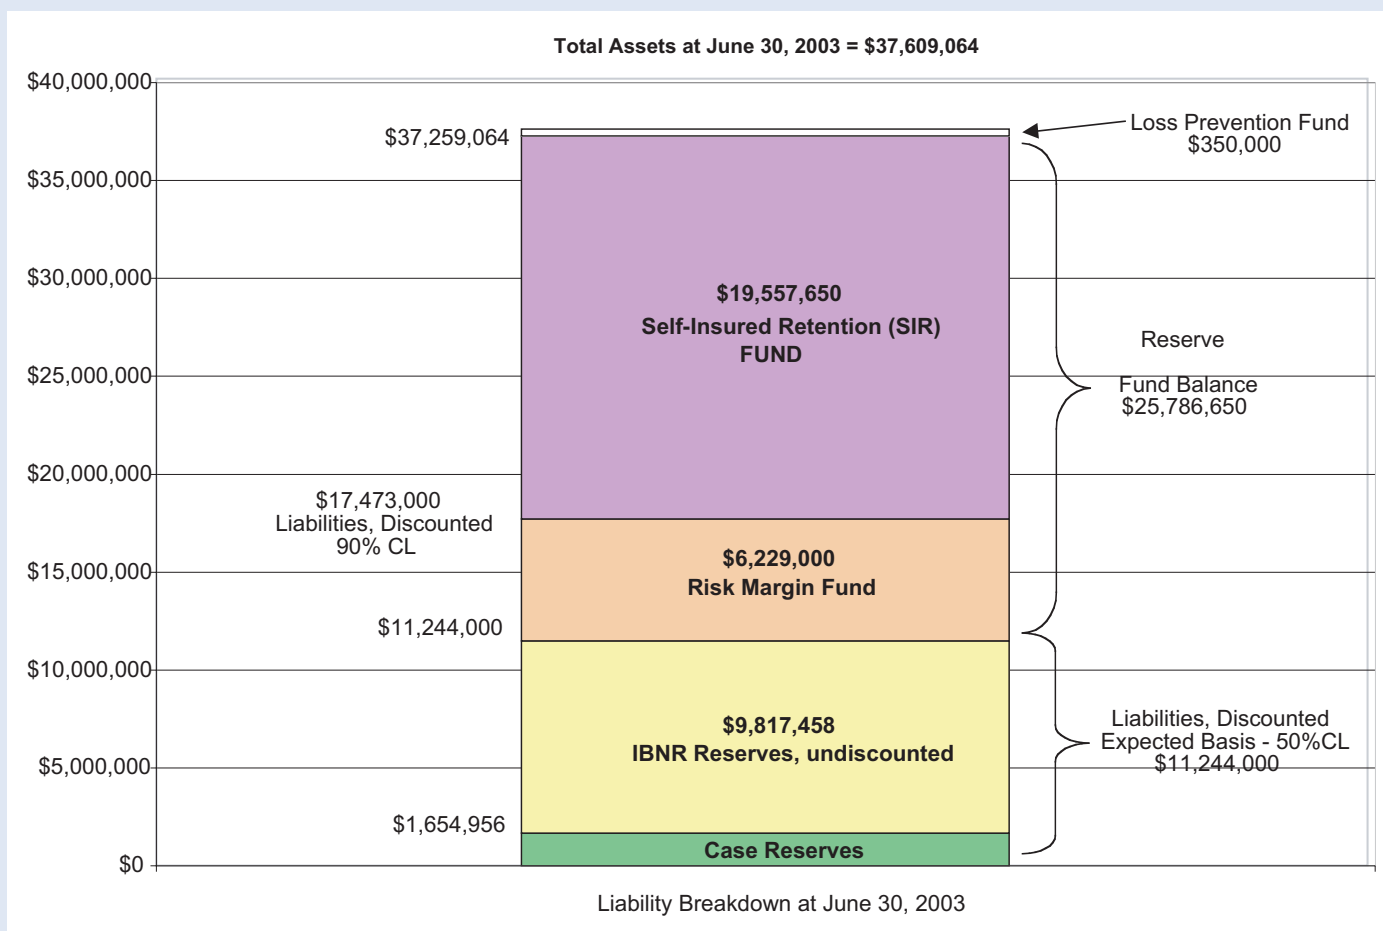 Total Assets at June 30, 2003 = $37,609,064
$40,000,000
$35,000,000
$30,000,000
$25,000,000
$20,000,000
$15,000,000
$10,000,000
$5,000,000
$0
$37,259,064
$17,473,000
Liabilities, Discounted
90% CL
$11,244,000
$1,654,956
$19,557,650
Self-Insured Retention (SIR)
FUND
$6,229,000
Risk Margin Fund
$9,817,458
IBNR Reserves, undiscounted
Case Reserves
Loss Prevention Fund
$350,000
Reserve
Fund Balance
$25,786,650
Liabilities, Discounted
Expected Basis - 50%CL
$11,244,000
Liability Breakdown at June 30, 2003